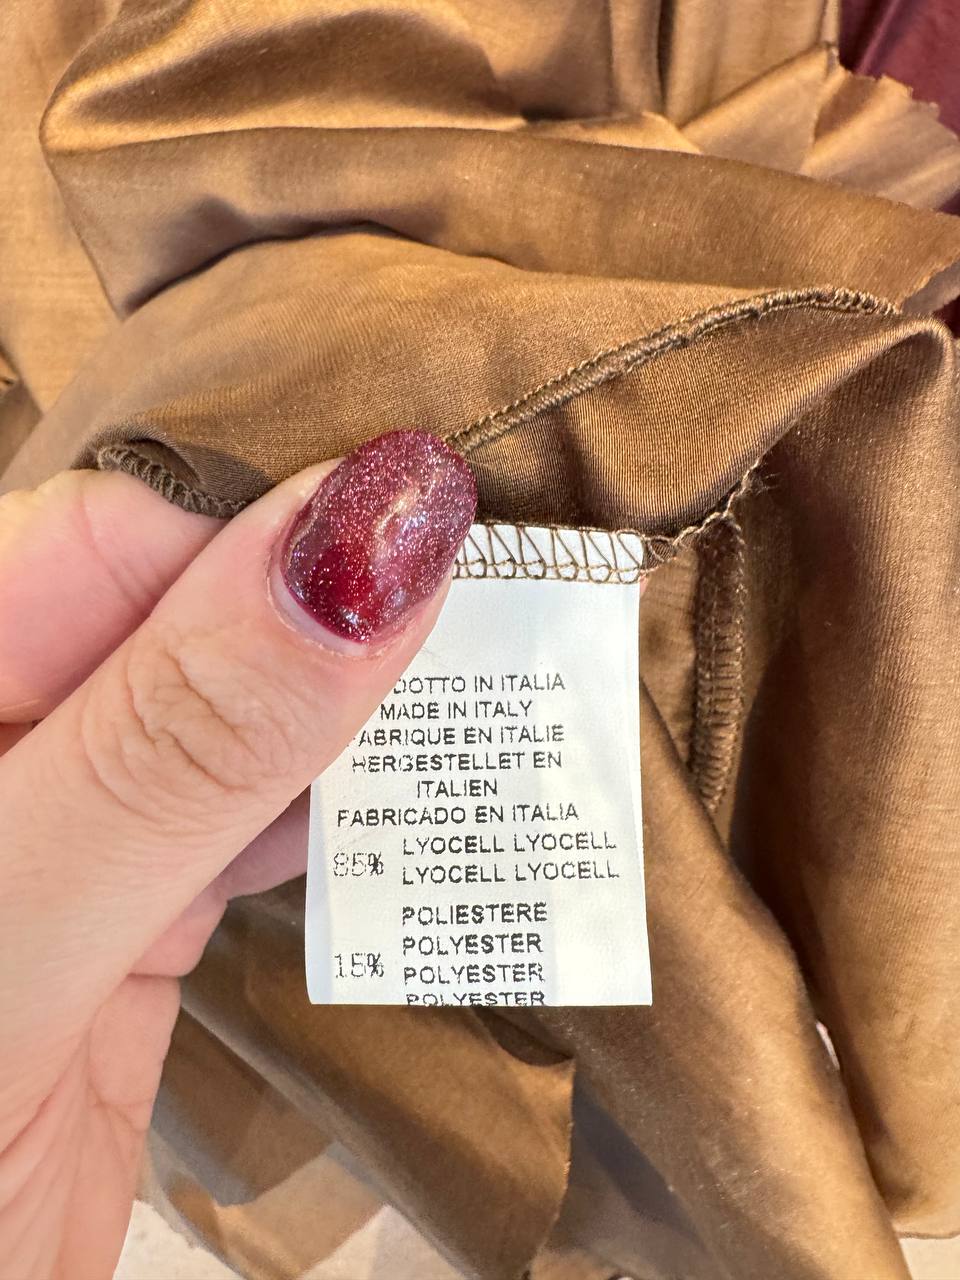 DOTTO IN ITALIA
MADE IN ITALY
FABRIQUE EN ITALIE
HERGESTELLET EN
ITALIEN
FABRICADO EN ITALIA
85% LYOCELL LYOCELL
LYOCELL LYOCELL
POLIESTERE
POLYESTER
15% POLYESTER
POLYESTER